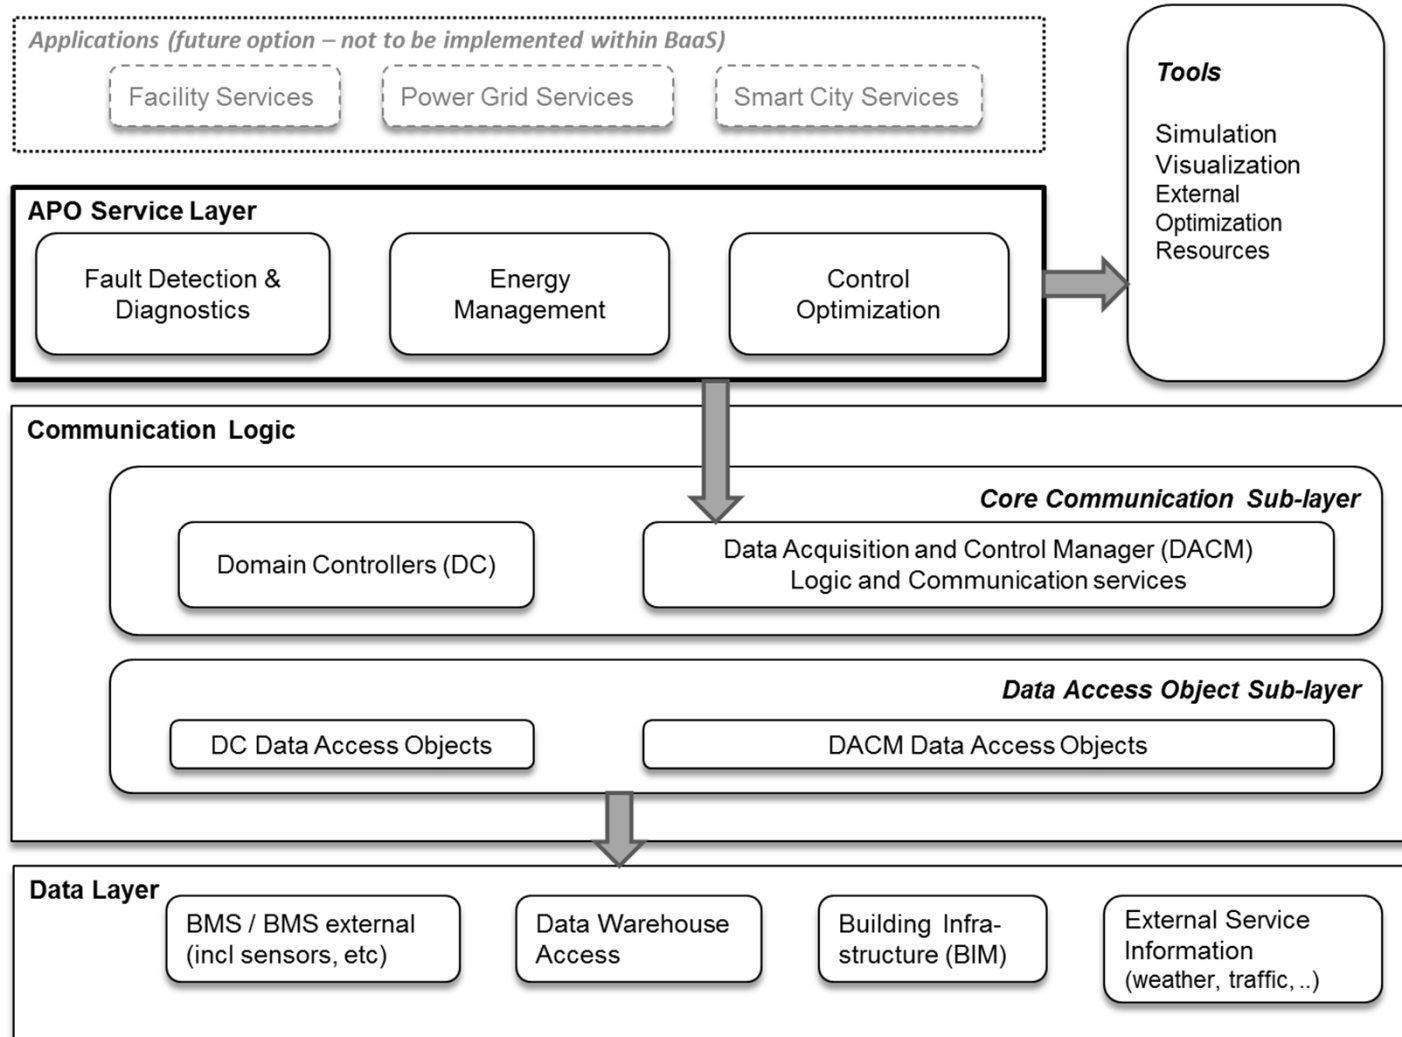 Applications (future option – not to be implemented within BaaS)
Facility Services
Power Grid Services
Smart City Services
Tools
Simulation
Visualization
External
Optimization
Resources
APO Service Layer
Fault Detection &
Diagnostics
Energy
Management
Control
Optimization
Communication Logic
Core Communication Sub-layer
Domain Controllers (DC)
Data Acquisition and Control Manager (DACM)
Logic and Communication services
Data Access Object Sub-layer
DC Data Access Objects
DACM Data Access Objects
Data Layer
BMS / BMS external
(incl sensors, etc)
Data Warehouse
Access
Building Infra-
structure (BIM)
External Service
Information
(weather, traffic, ..)